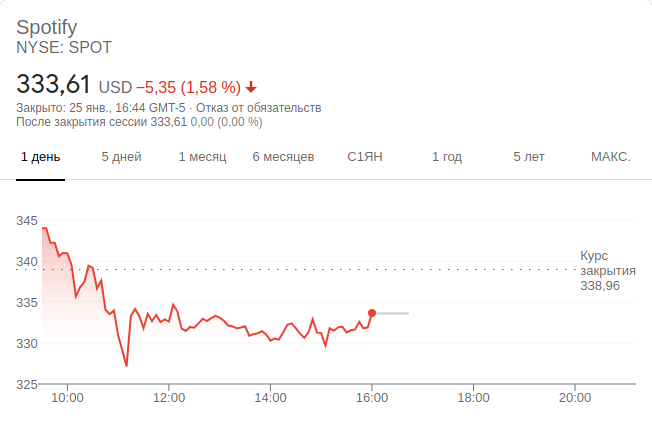 Spotify
NYSE: SPOT
333,61 USD −5,35 (1,58 %)
Закрыто: 25 янв., 16:44 GMT-5 · Отказ от обязательств
После закрытия сессии 333,61 0,00 (0,00 %)
1 день 5 дней 1 месяц 6 месяцев С1ЯН 1 год 5 лет МАКС.
345
340
335
330
325
Курс
закрытия
338,96
10:00 12:00 14:00 16:00 18:00 20:00